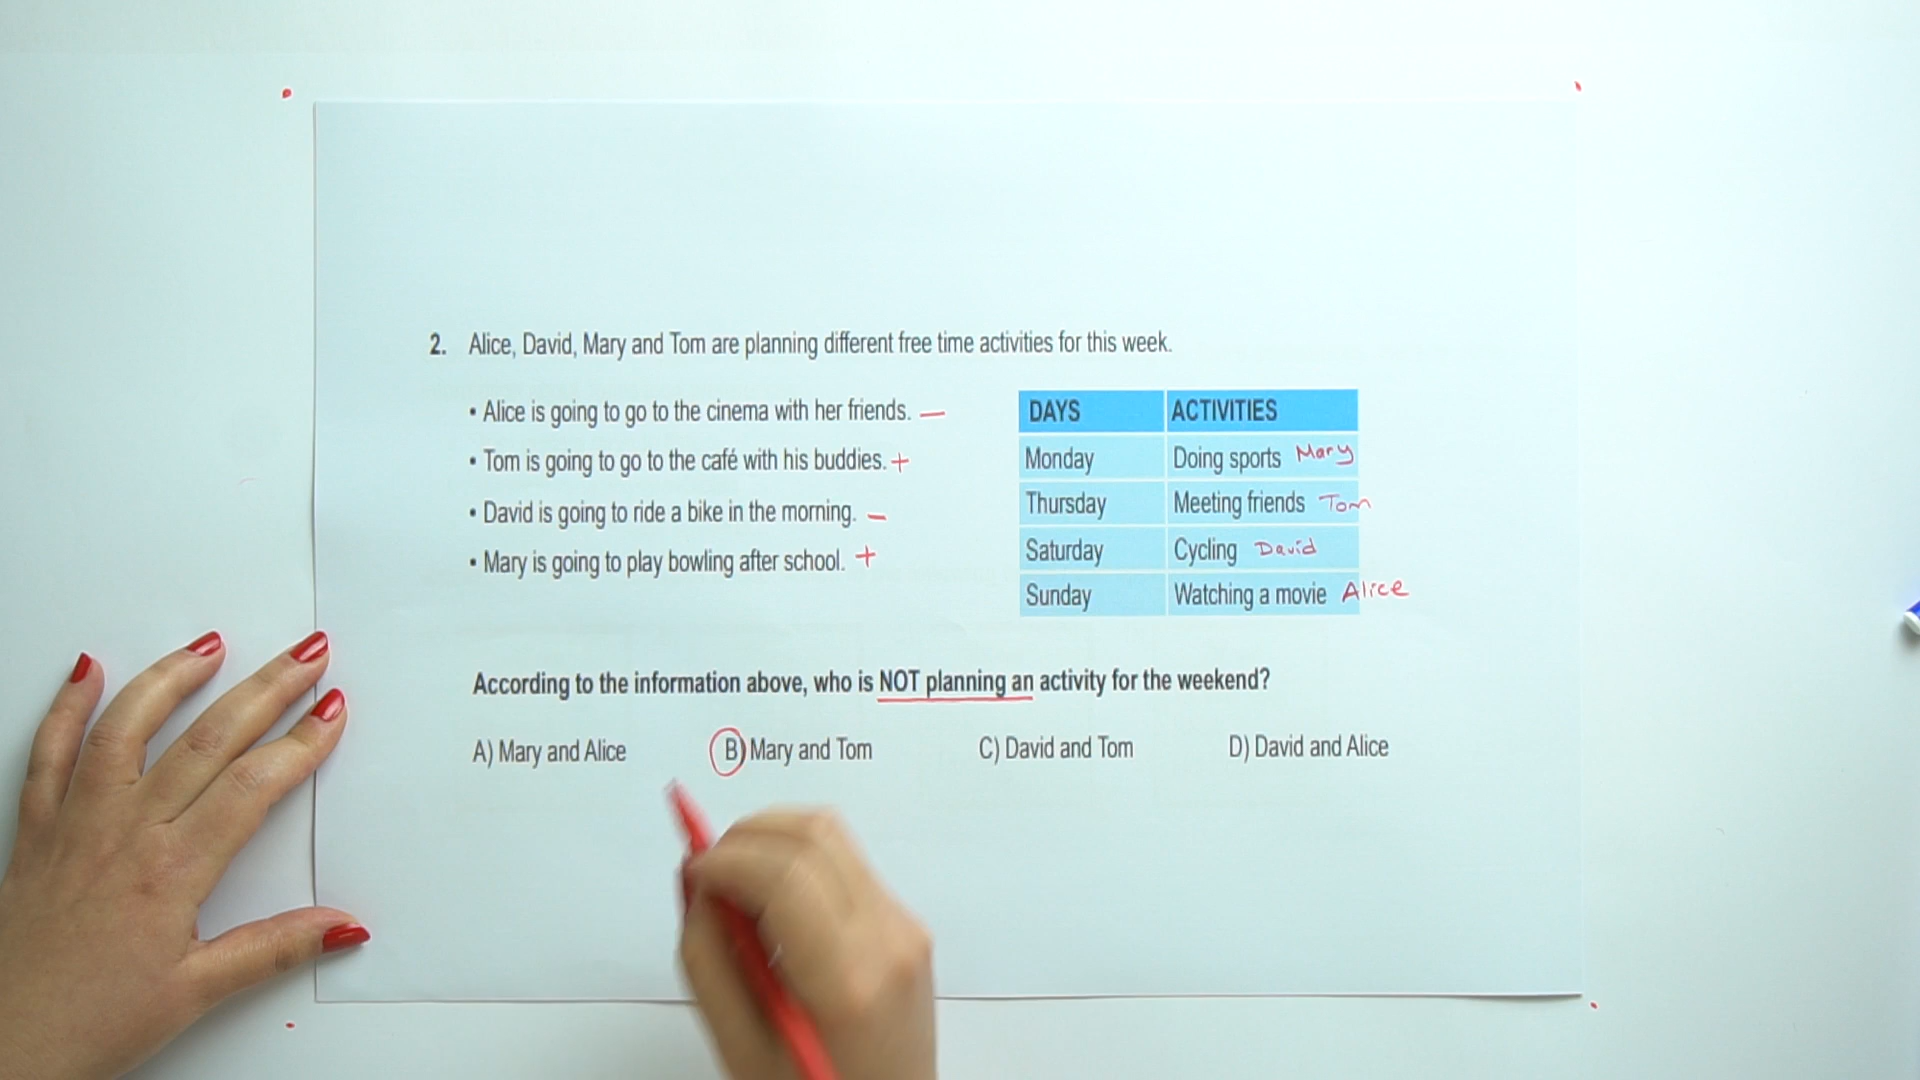 2. Alice, David, Mary and Tom are planning different free time activities for this week.
• Alice is going to go to the cinema with her friends. —
• Tom is going to go to the café with his buddies. +
• David is going to ride a bike in the morning. —
• Mary is going to play bowling after school. +
DAYS ACTIVITIES
Monday Doing sports Mary
Thursday Meeting friends Tom
Saturday Cycling David
Sunday Watching a movie Alice
According to the information above, who is NOT planning an activity for the weekend?
A) Mary and Alice B) Mary and Tom C) David and Tom D) David and Alice